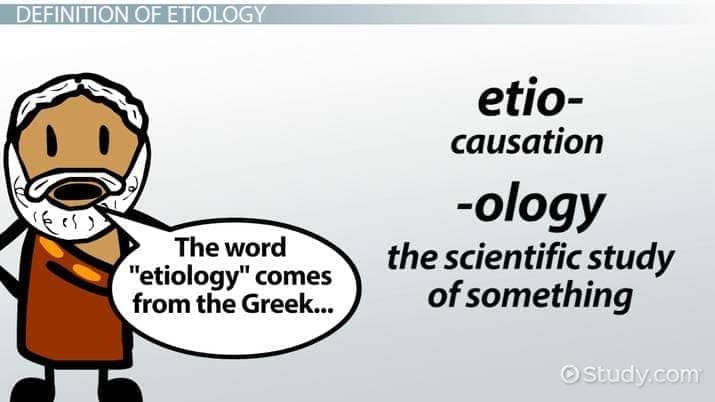 DEFINITION OF ETIOLOGY
etio-
causation
-ology
the scientific study
of something
The word
"etiology" comes
from the Greek...
Study.com